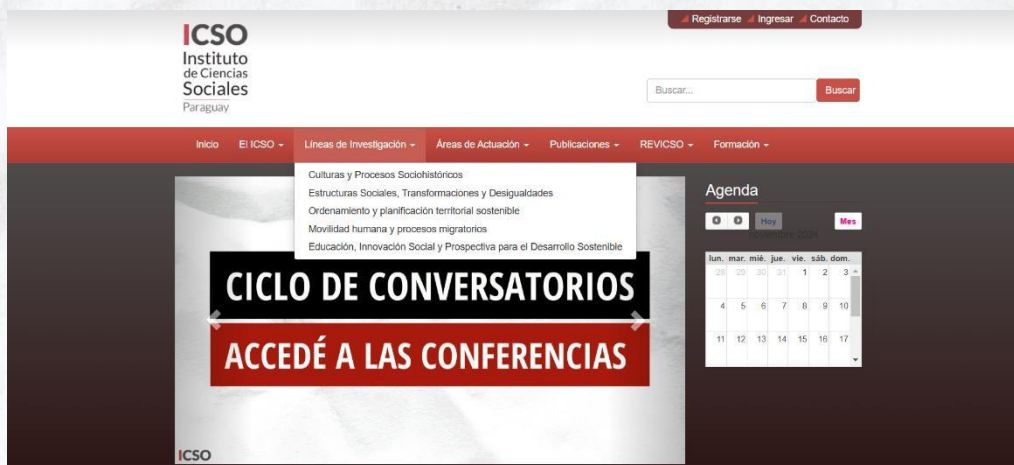 Registrarse Ingresar Contacto
ICSO
Instituto
de Ciencias
Sociales
Paraguay
Buscar... Buscar
Inicio El ICSO Líneas de Investigación Áreas de Actuación Publicaciones REVICSO Formación
Culturas y Procesos Sociohistóricos
Estructuras Sociales, Transformaciones y Desigualdades
Ordenamiento y planificación territorial sostenible
Movilidad humana y procesos migratorios
Educación, Innovación Social y Prospectiva para el Desarrollo Sostenible
CICLO DE CONVERSATORIOS
ACCEDÉ A LAS CONFERENCIAS
ICSO
Agenda
Hoy Mes
noviembre 2024
lun. mar. mié. jue. vie. sáb. dom.
28 29 30 31 1 2 3
4 5 6 7 8 9 10
11 12 13 14 15 16 17